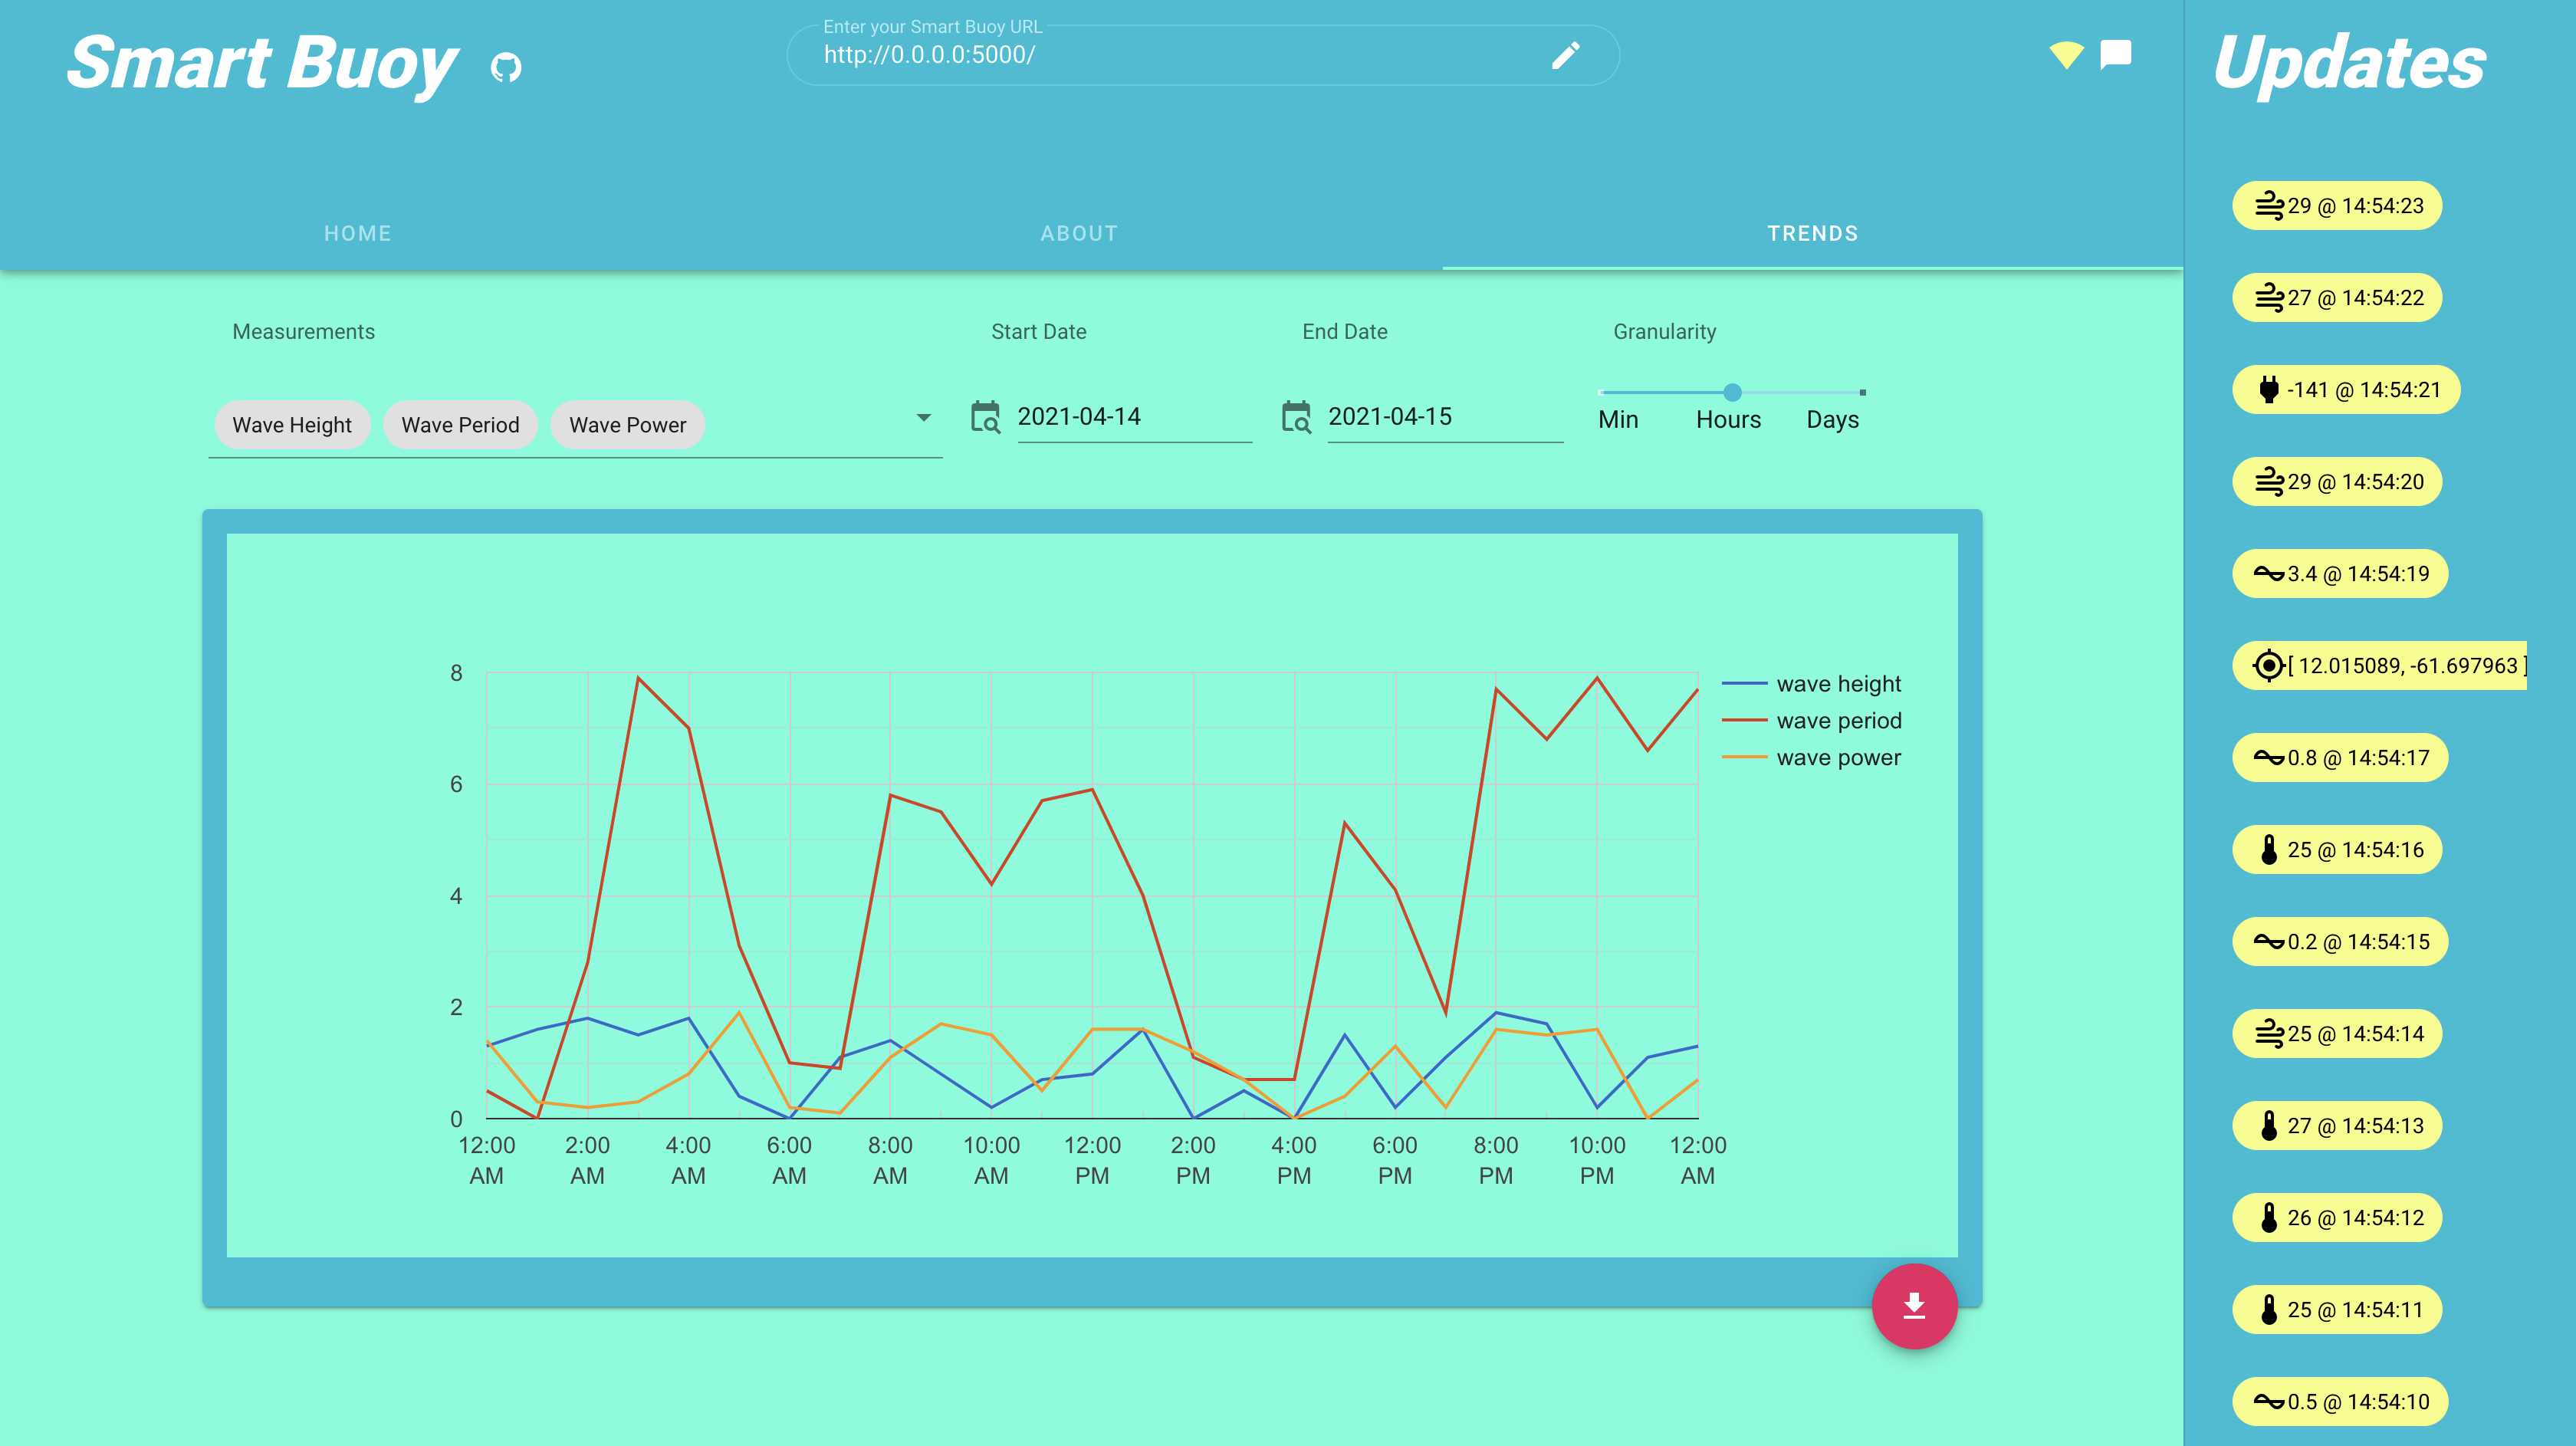 Smart Buoy
Enter your Smart Buoy URL
http://0.0.0.0:5000/
Updates
HOME
ABOUT
TRENDS
Measurements
Start Date
End Date
Granularity
Wave Height
Wave Period
Wave Power
2021-04-14
2021-04-15
Min
Hours
Days
8
6
4
2
0
12:00 AM
2:00 AM
4:00 AM
6:00 AM
8:00 AM
10:00 AM
12:00 PM
2:00 PM
4:00 PM
6:00 PM
8:00 PM
10:00 PM
12:00 AM
wave height
wave period
wave power
29 @ 14:54:23
27 @ 14:54:22
-141 @ 14:54:21
29 @ 14:54:20
3.4 @ 14:54:19
[ 12.015089, -61.697963 ]
0.8 @ 14:54:17
25 @ 14:54:16
0.2 @ 14:54:15
25 @ 14:54:14
27 @ 14:54:13
26 @ 14:54:12
25 @ 14:54:11
0.5 @ 14:54:10